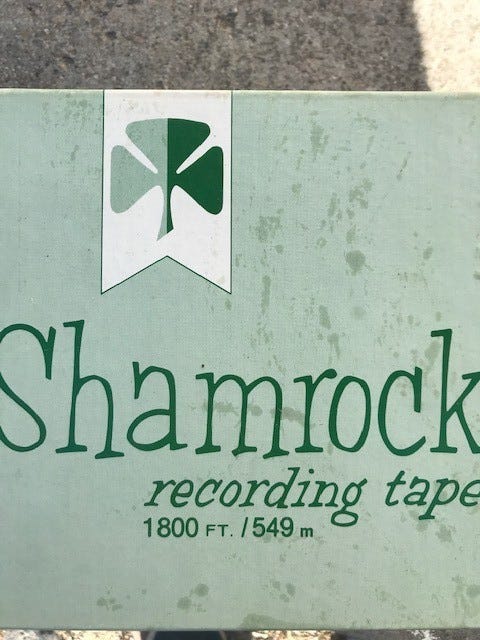 Shamrock
recording tape
1800 FT. / 549 m